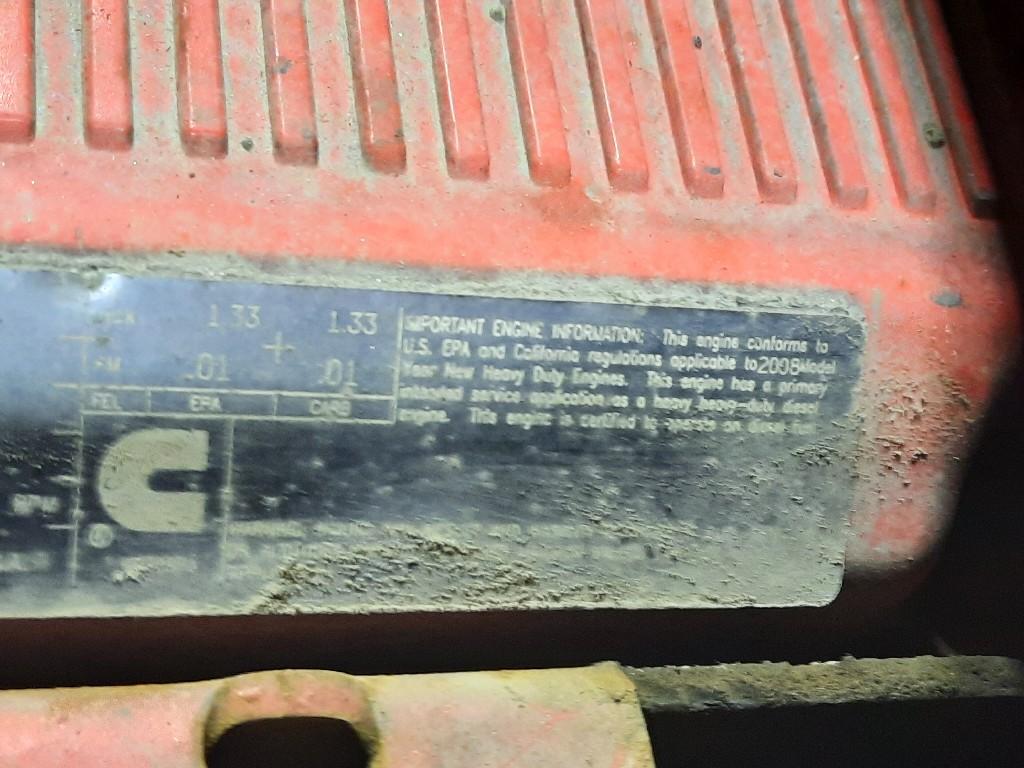 1.33 1.33
.01 .01
FEL EPA CARB
IMPORTANT ENGINE INFORMATION: This engine conforms to
U.S. EPA and California regulations applicable to 2008 Model
Year New Heavy Duty Engines. This engine has a primary
intended service application as a heavy heavy-duty diesel
engine. This engine is certified to operate on diesel fuel